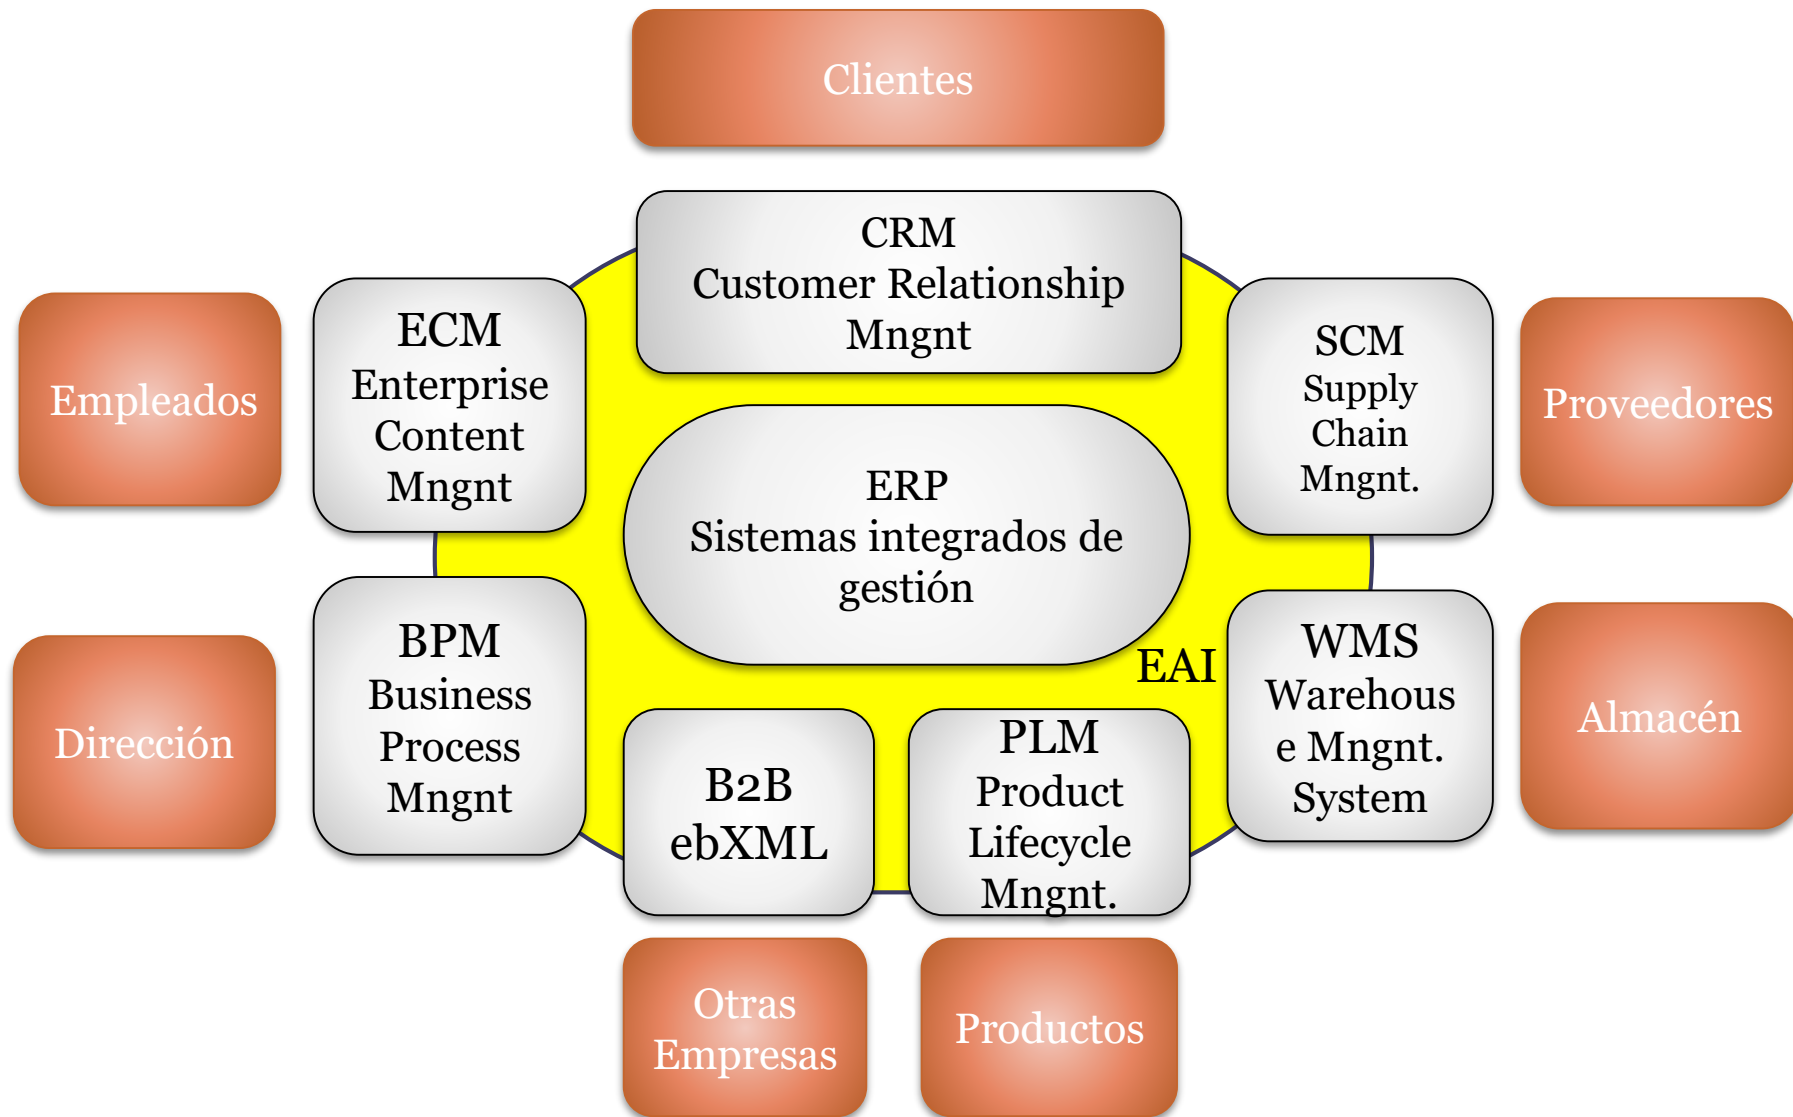 Clientes
CRM
Customer Relationship
Mngnt
Empleados
ECM
Enterprise
Content
Mngnt
SCM
Supply
Chain
Mngnt.
Proveedores
ERP
Sistemas integrados de
gestión
Dirección
BPM
Business
Process
Mngnt
EAI
WMS
Warehous
e Mngnt.
System
Almacén
B2B
ebXML
PLM
Product
Lifecycle
Mngnt.
Otras
Empresas
Productos